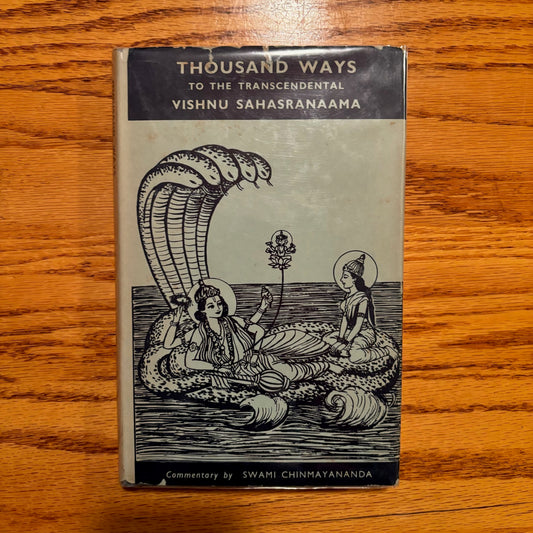 THOUSAND WAYS
TO THE TRANSCENDENTAL
VISHNU SAHASRANAAMA
Commentary by SWAMI CHINMAYANANDA